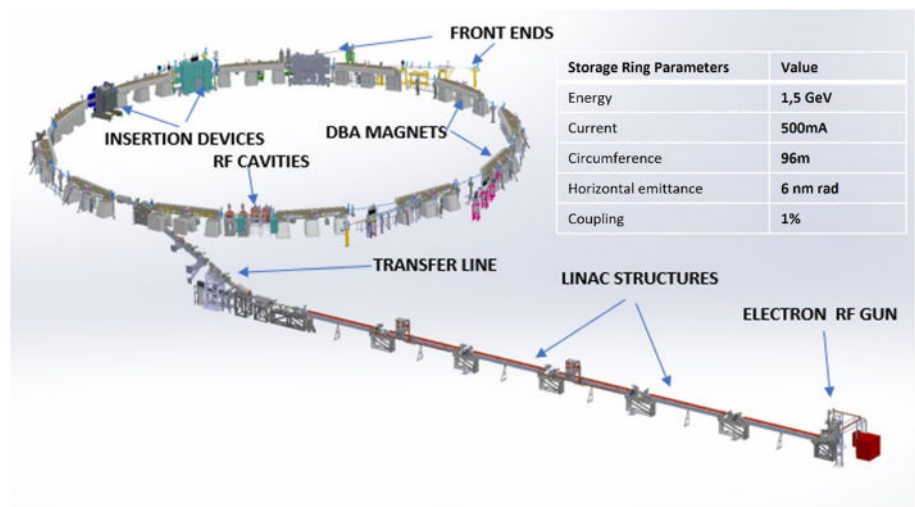 FRONT ENDS
INSERTION DEVICES
RF CAVITIES
DBA MAGNETS
TRANSFER LINE
LINAC STRUCTURES
ELECTRON RF GUN
Storage Ring Parameters Value
Energy 1,5 GeV
Current 500mA
Circumference 96m
Horizontal emittance 6 nm rad
Coupling 1%